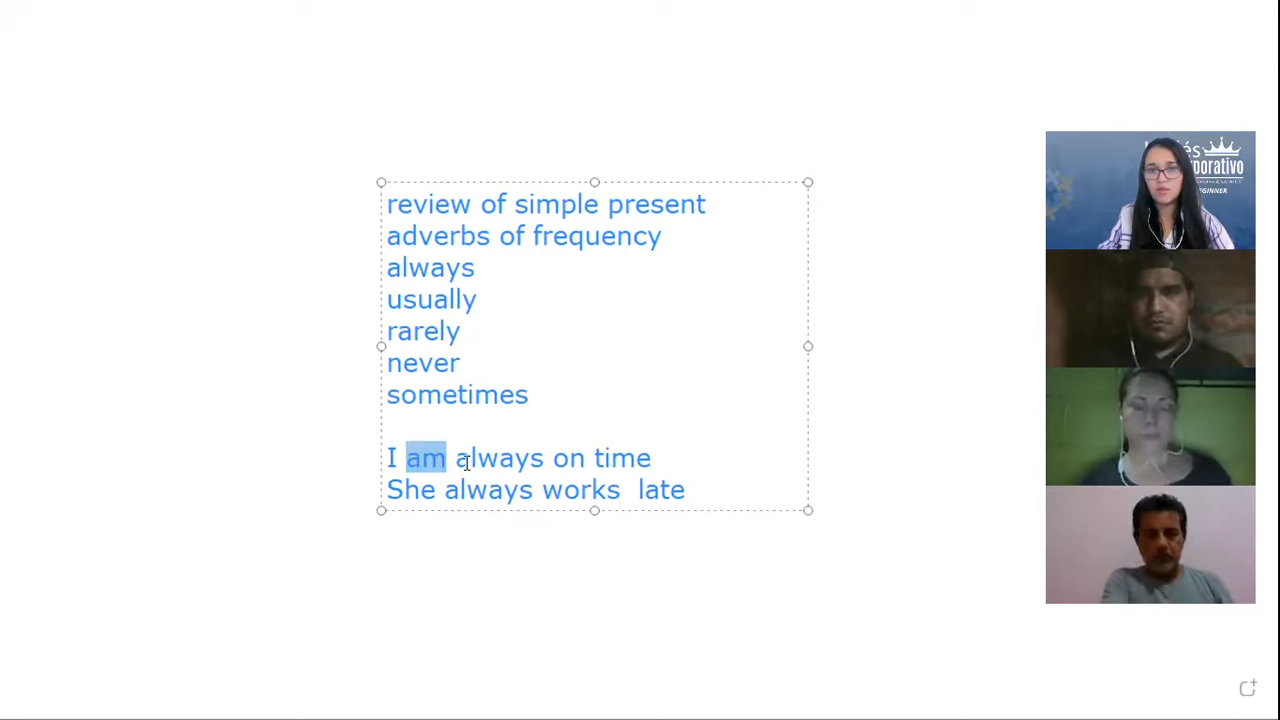 review of simple present
adverbs of frequency
always
usually
rarely
never
sometimes
I am always on time
She always works  late